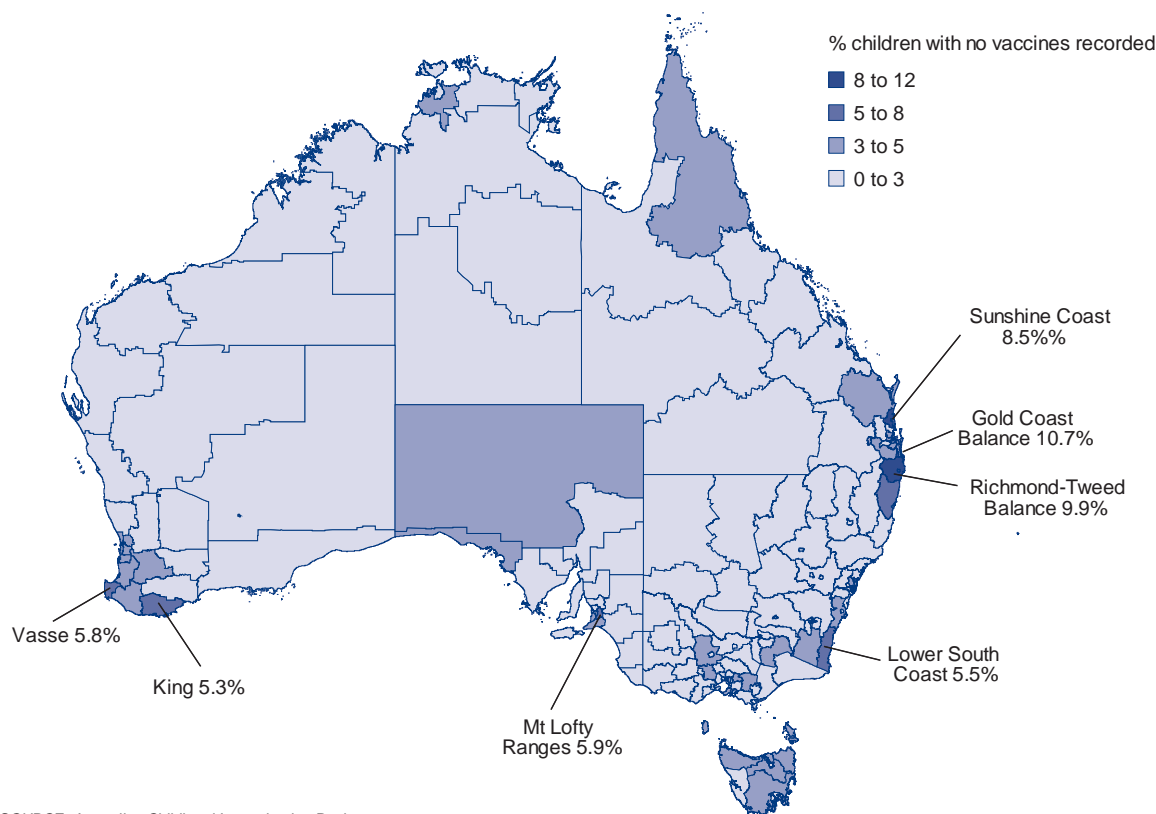 % children with no vaccines recorded
8 to 12
5 to 8
3 to 5
0 to 3
Sunshine Coast
8.5%%
Gold Coast
Balance 10.7%
Richmond-Tweed
Balance 9.9%
Vasse 5.8%
King 5.3%
Mt Lofty
Ranges 5.9%
Lower South
Coast 5.5%